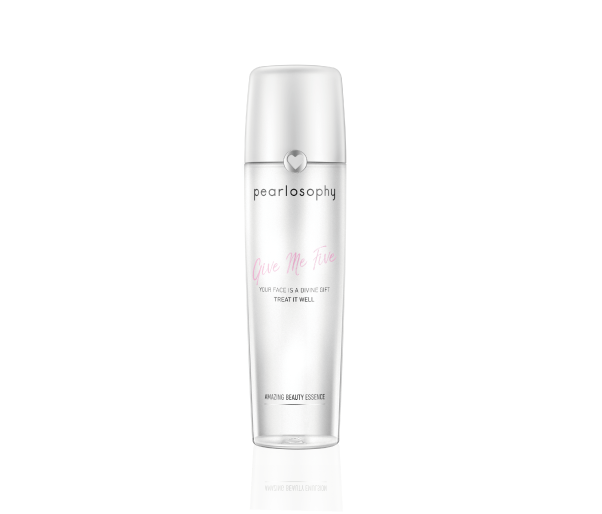 pearlosophy
Give Me Five
YOUR FACE IS A DIVINE GIFT
TREAT IT WELL
AMAZING BEAUTY ESSENCE